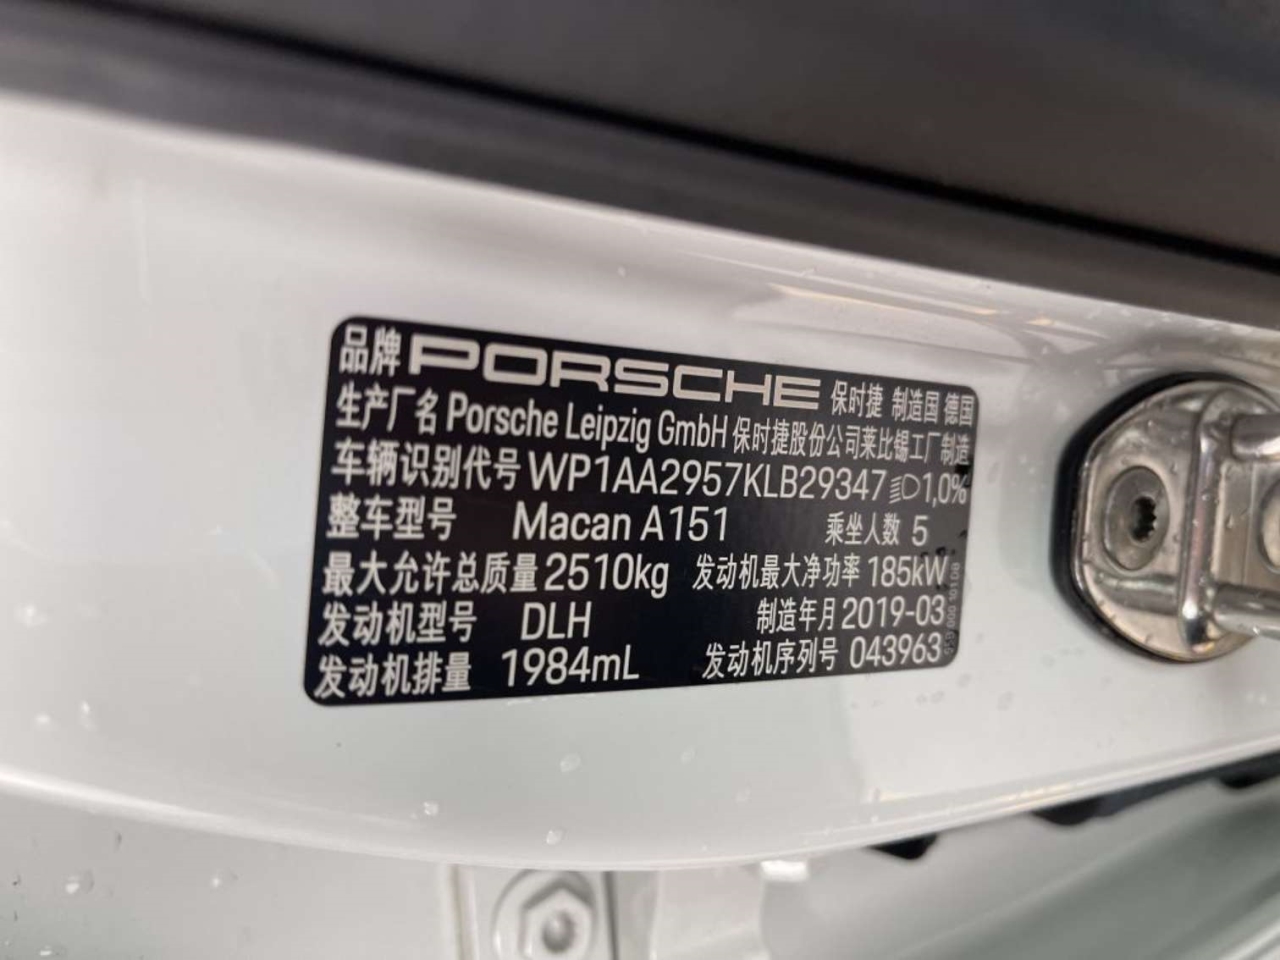 品牌 PORSCHE 保时捷 制造国 德国
生产厂名 Porsche Leipzig GmbH 保时捷股份公司莱比锡工厂制造
车辆识别代号 WP1AA2957KLB29347 1,0%
整车型号 Macan A151 乘坐人数 5
最大允许总质量 2510kg 发动机最大净功率 185kW
发动机型号 DLH 制造年月 2019-03
发动机排量 1984mL 发动机序列号 043963